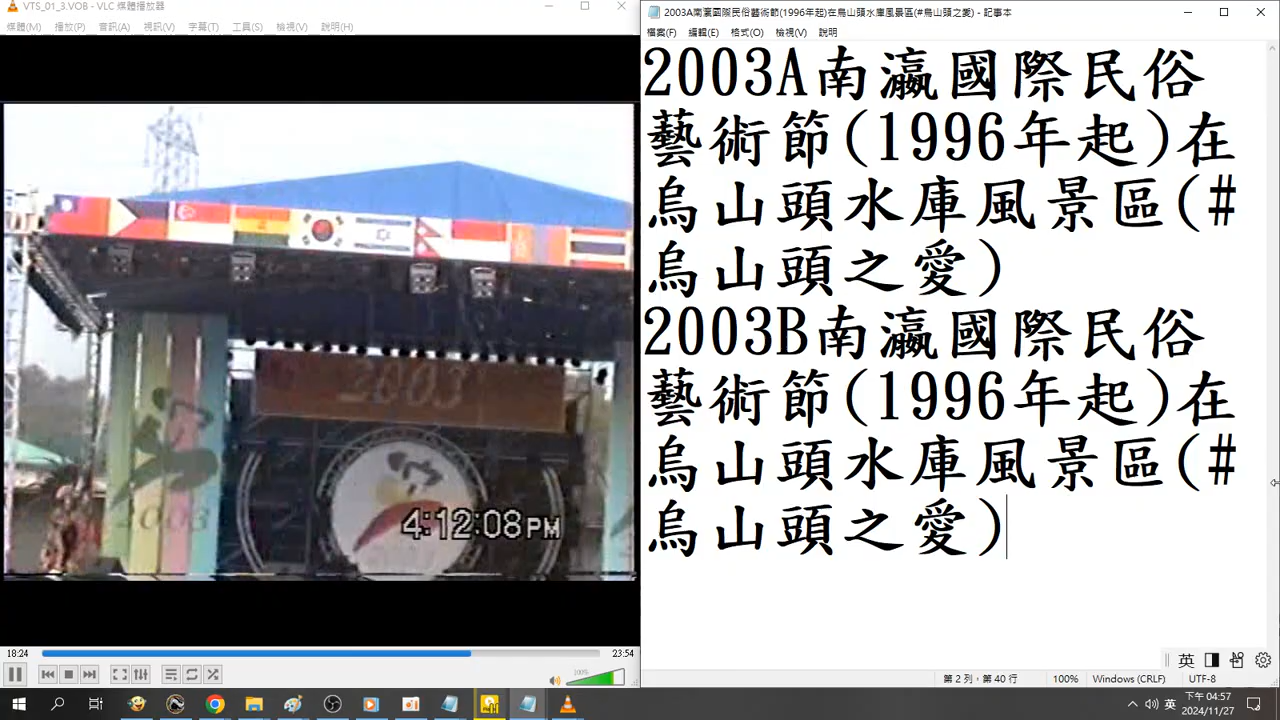 VTS_01_3.VOB - VLC 媒體播放器
媒體(M) 播放(P) 音訊(A) 視訊(V) 字幕(T) 工具(S) 檢視(V) 說明(H)
2003
2003
4:12:08PM
18:24
23:54
100%
2003A南瀛國際民俗藝術節(1996年起)在烏山頭水庫風景區(#烏山頭之愛) - 記事本
檔案(F) 編輯(E) 格式(O) 檢視(V) 說明
2003A南瀛國際民俗
藝術節(1996年起)在
烏山頭水庫風景區(#
烏山頭之愛)
2003B南瀛國際民俗
藝術節(1996年起)在
烏山頭水庫風景區(#
烏山頭之愛)
英
第 2 列，第 40 行 100% Windows (CRLF) UTF-8
英
下午 04:57
2024/11/27